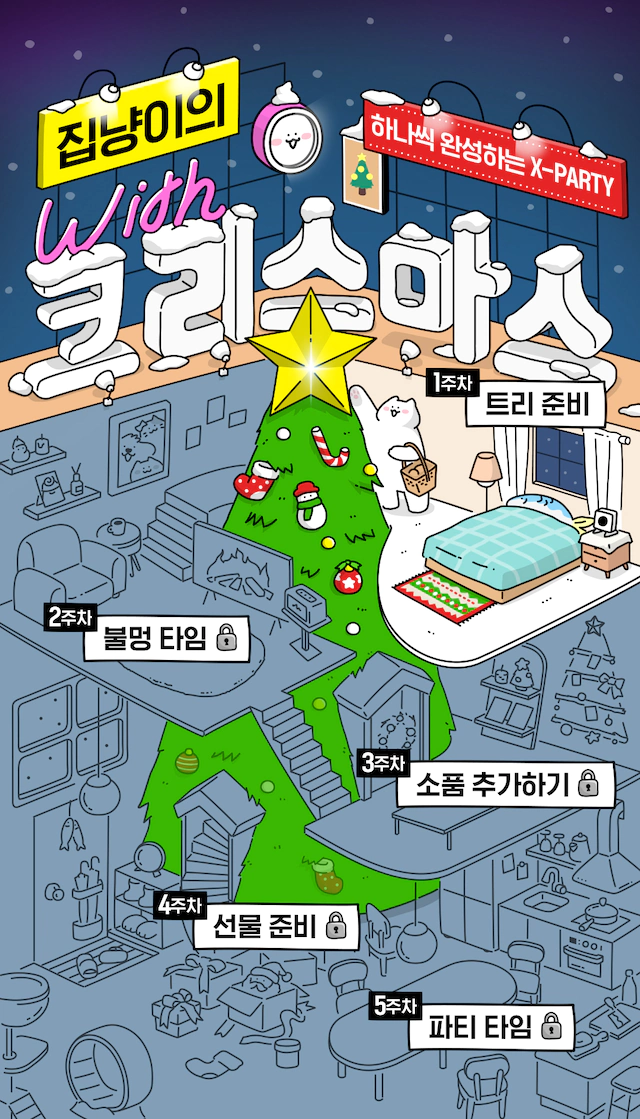 집냥이의
하나씩 완성하는 X-PARTY
With
크리스마스
1주차
트리 준비
2주차
불멍 타임
3주차
소품 추가하기
4주차
선물 준비
5주차
파티 타임